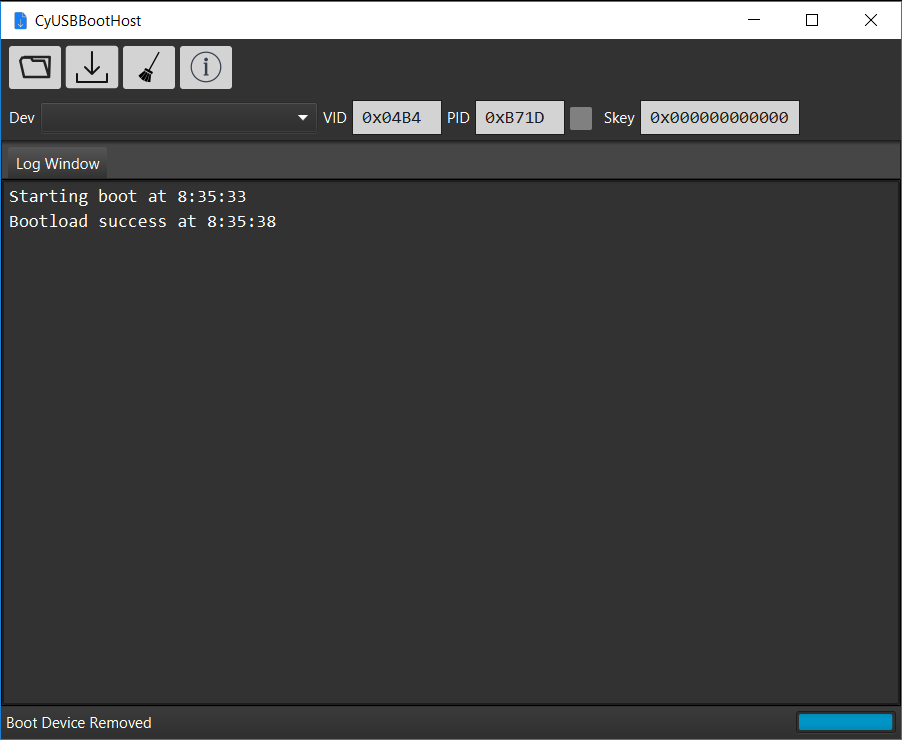 CyUSBBootHost
Dev VID 0x04B4 PID 0xB71D Skey 0x000000000000
Log Window
Starting boot at 8:35:33
Bootload success at 8:35:38
Boot Device Removed